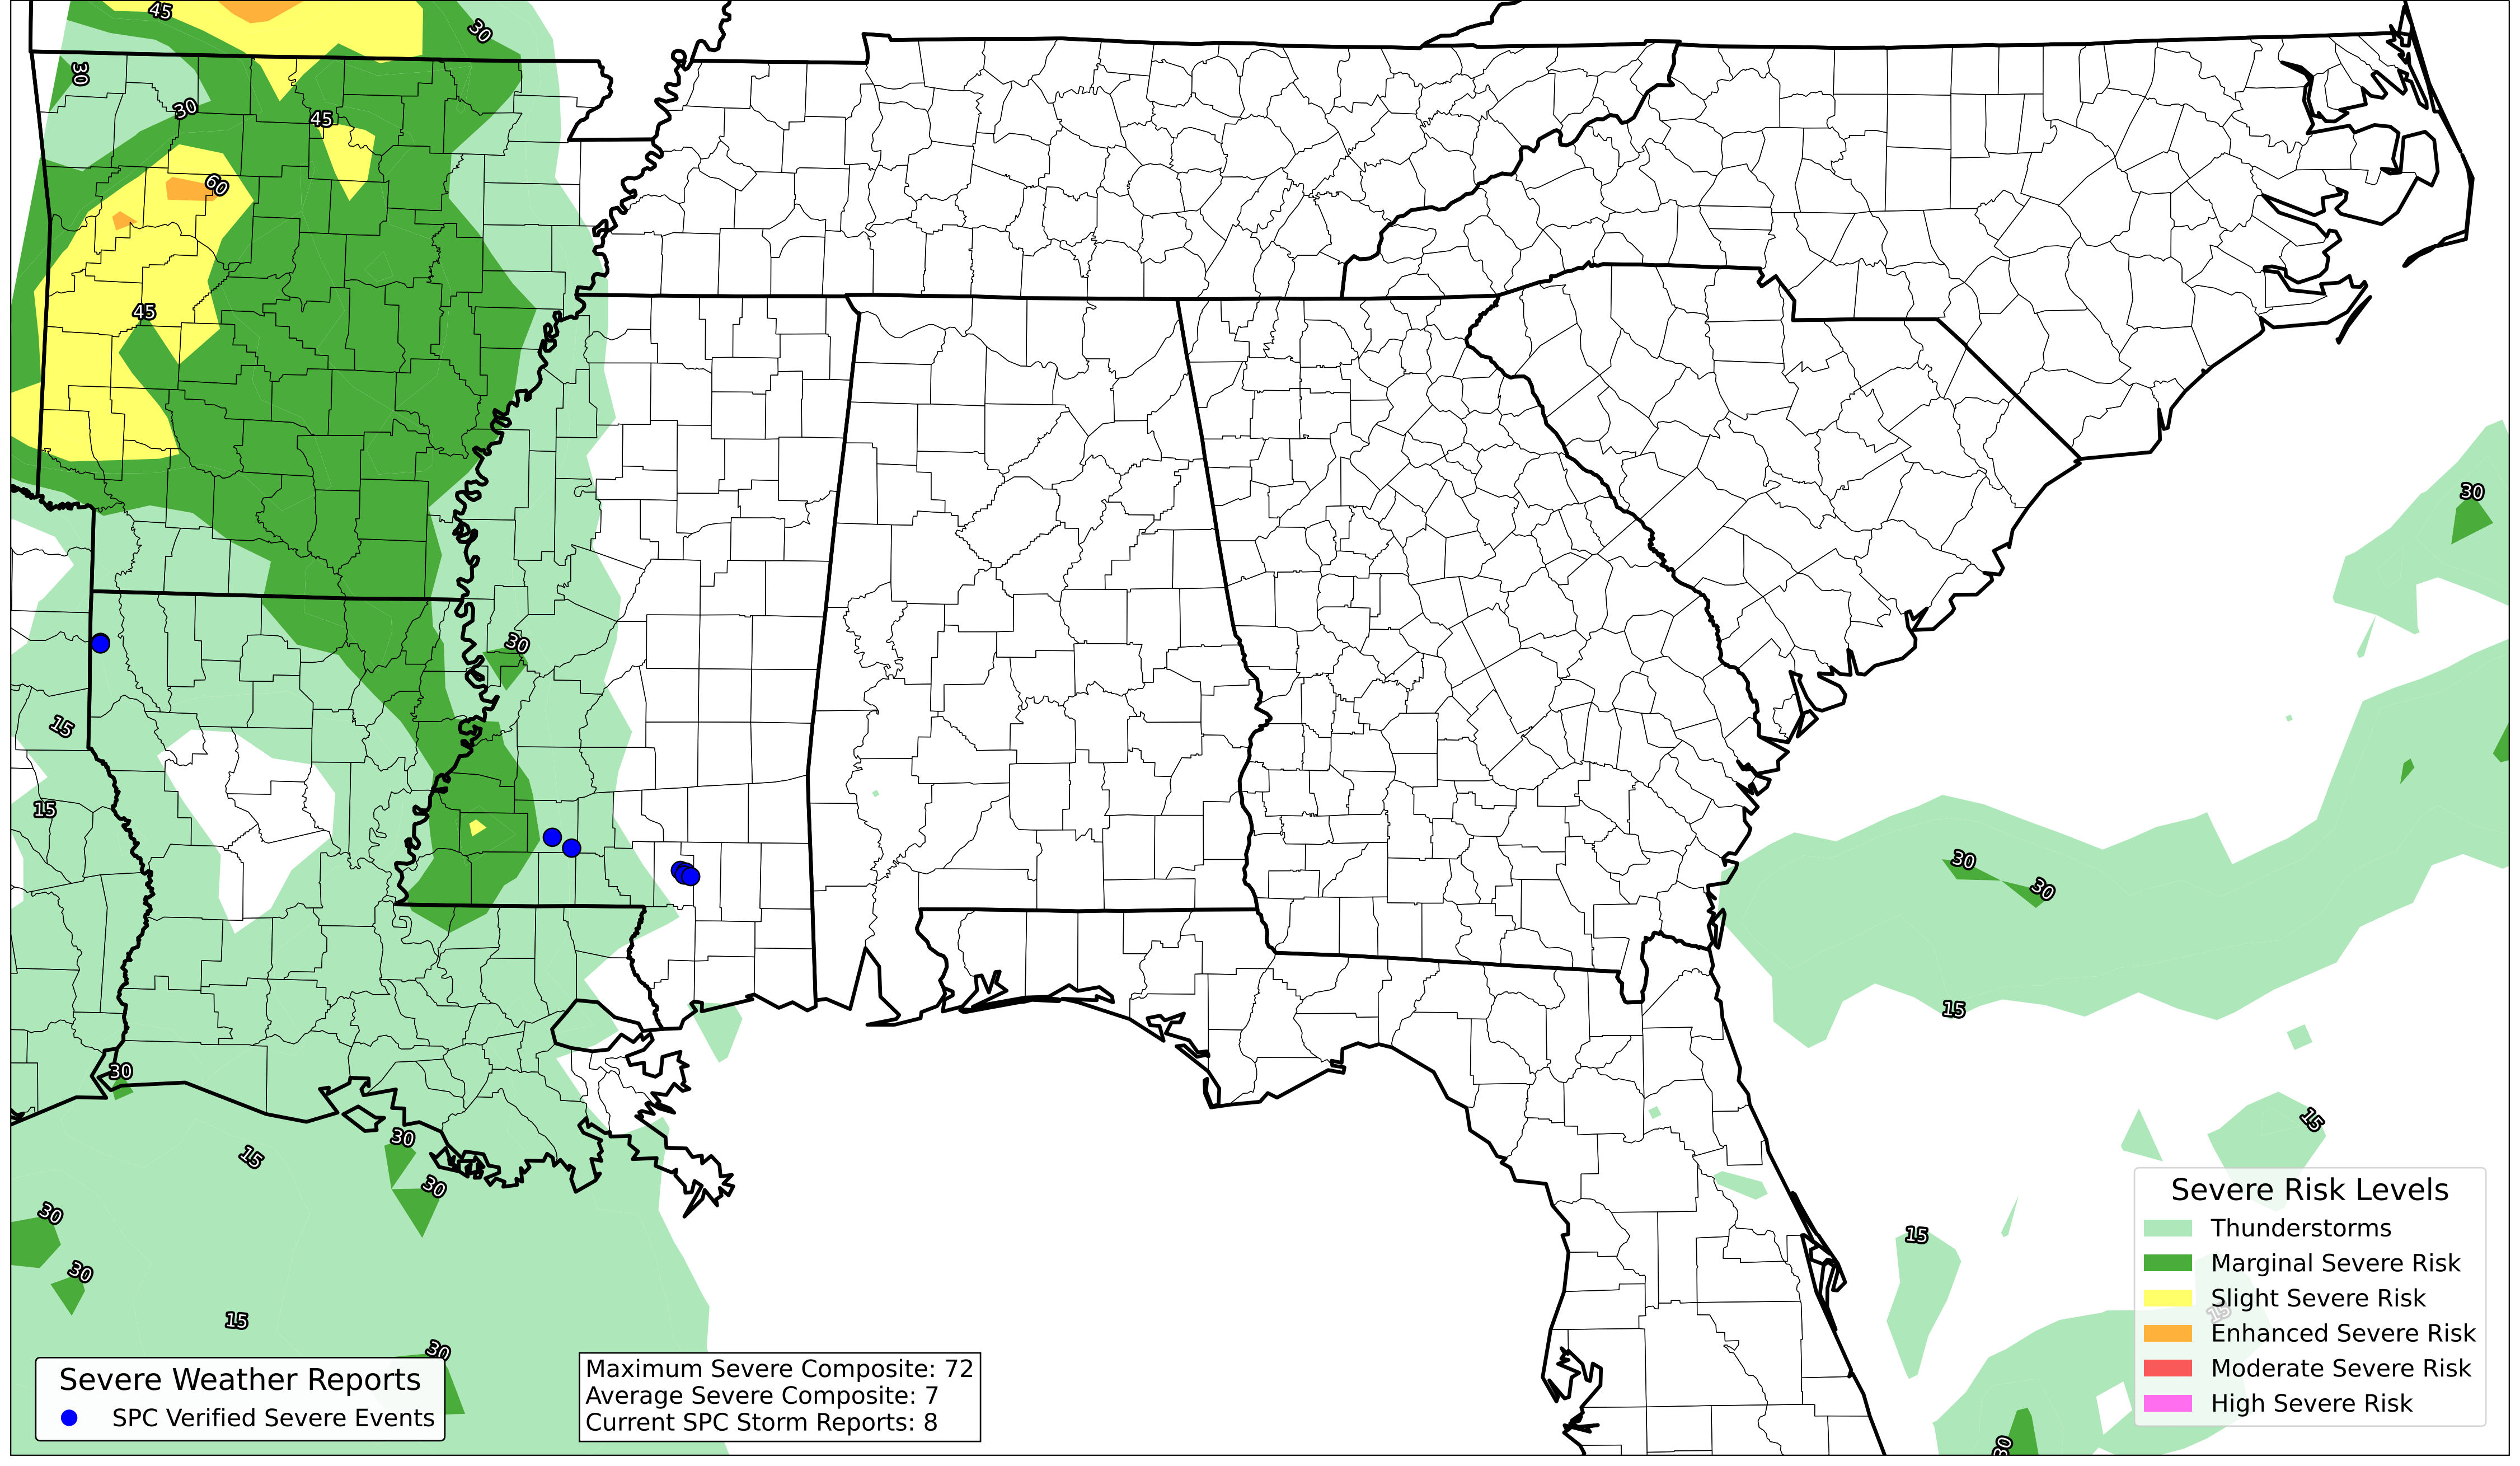 45
30
30
30
45
60
45
30
30
15
15
30
30
15
30
30
15
30
15
30
30
30
30
15
15
15
15
30
Severe Weather Reports
SPC Verified Severe Events
Maximum Severe Composite: 72
Average Severe Composite: 7
Current SPC Storm Reports: 8
Severe Risk Levels
Thunderstorms
Marginal Severe Risk
Slight Severe Risk
Enhanced Severe Risk
Moderate Severe Risk
High Severe Risk